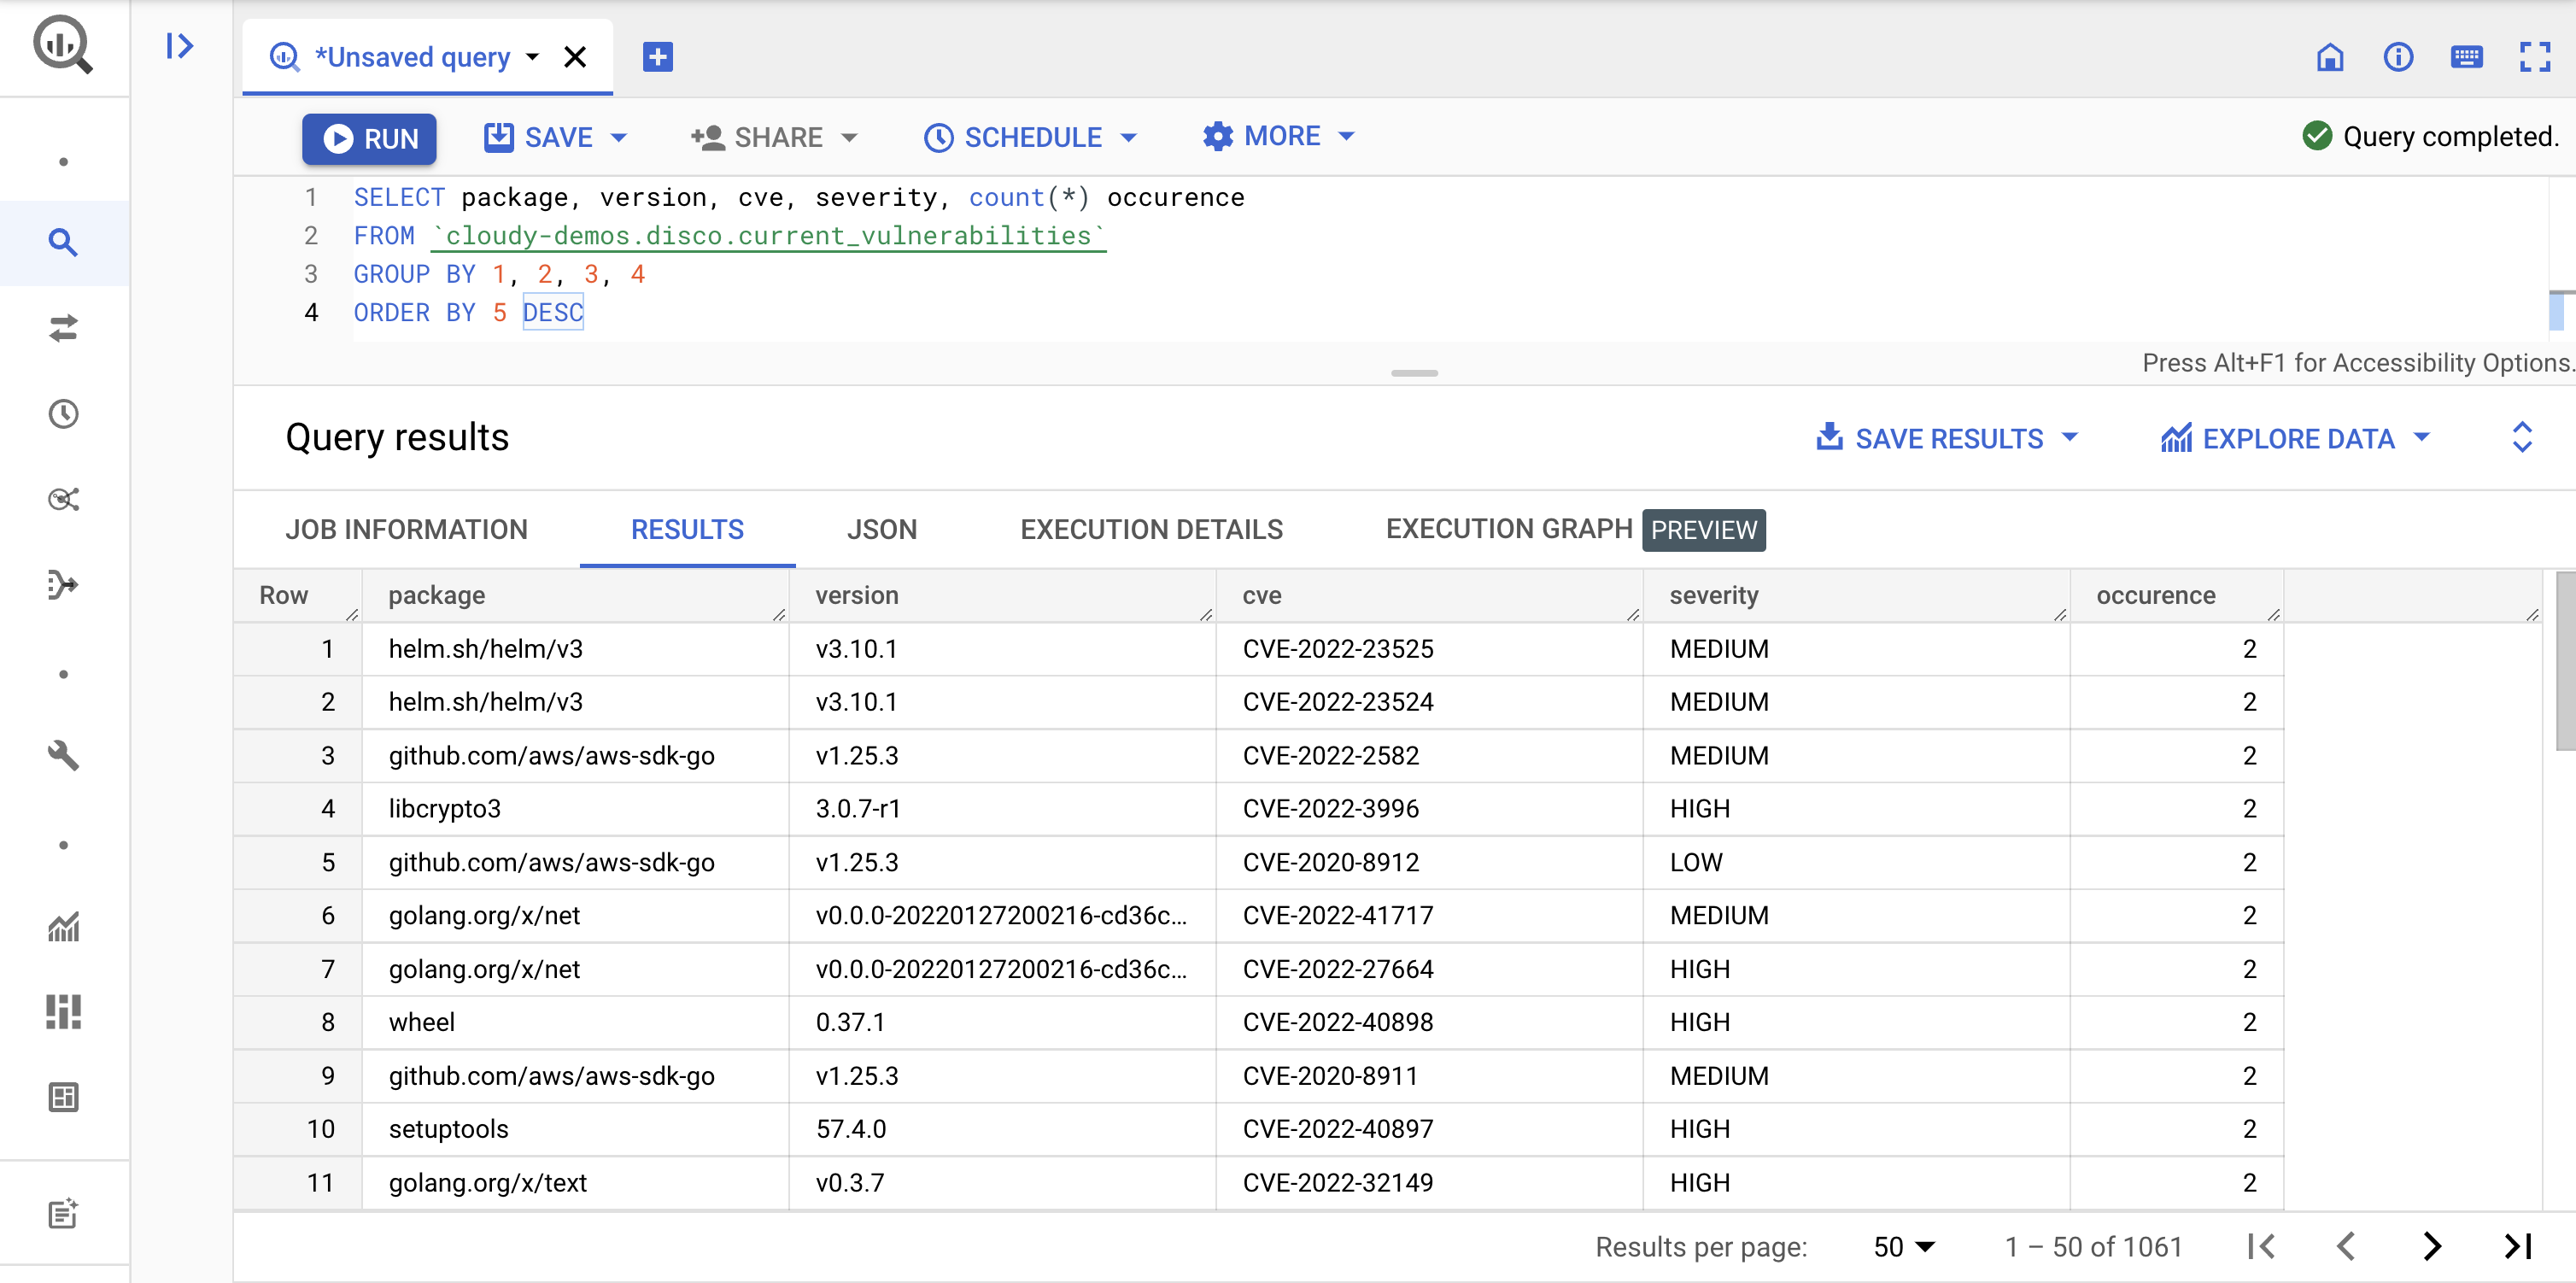 *Unsaved query
RUN SAVE SHARE SCHEDULE MORE Query completed.
1 SELECT package, version, cve, severity, count(*) occurence
2 FROM `cloudy-demos.disco.current_vulnerabilities`
3 GROUP BY 1, 2, 3, 4
4 ORDER BY 5 DESC
Press Alt+F1 for Accessibility Options.
Query results SAVE RESULTS EXPLORE DATA
JOB INFORMATION RESULTS JSON EXECUTION DETAILS EXECUTION GRAPH PREVIEW
Row package version cve severity occurence
1 helm.sh/helm/v3 v3.10.1 CVE-2022-23525 MEDIUM 2
2 helm.sh/helm/v3 v3.10.1 CVE-2022-23524 MEDIUM 2
3 github.com/aws/aws-sdk-go v1.25.3 CVE-2022-2582 MEDIUM 2
4 libcrypto3 3.0.7-r1 CVE-2022-3996 HIGH 2
5 github.com/aws/aws-sdk-go v1.25.3 CVE-2020-8912 LOW 2
6 golang.org/x/net v0.0.0-20220127200216-cd36c... CVE-2022-41717 MEDIUM 2
7 golang.org/x/net v0.0.0-20220127200216-cd36c... CVE-2022-27664 HIGH 2
8 wheel 0.37.1 CVE-2022-40898 HIGH 2
9 github.com/aws/aws-sdk-go v1.25.3 CVE-2020-8911 MEDIUM 2
10 setuptools 57.4.0 CVE-2022-40897 HIGH 2
11 golang.org/x/text v0.3.7 CVE-2022-32149 HIGH 2
Results per page: 50 1 – 50 of 1061